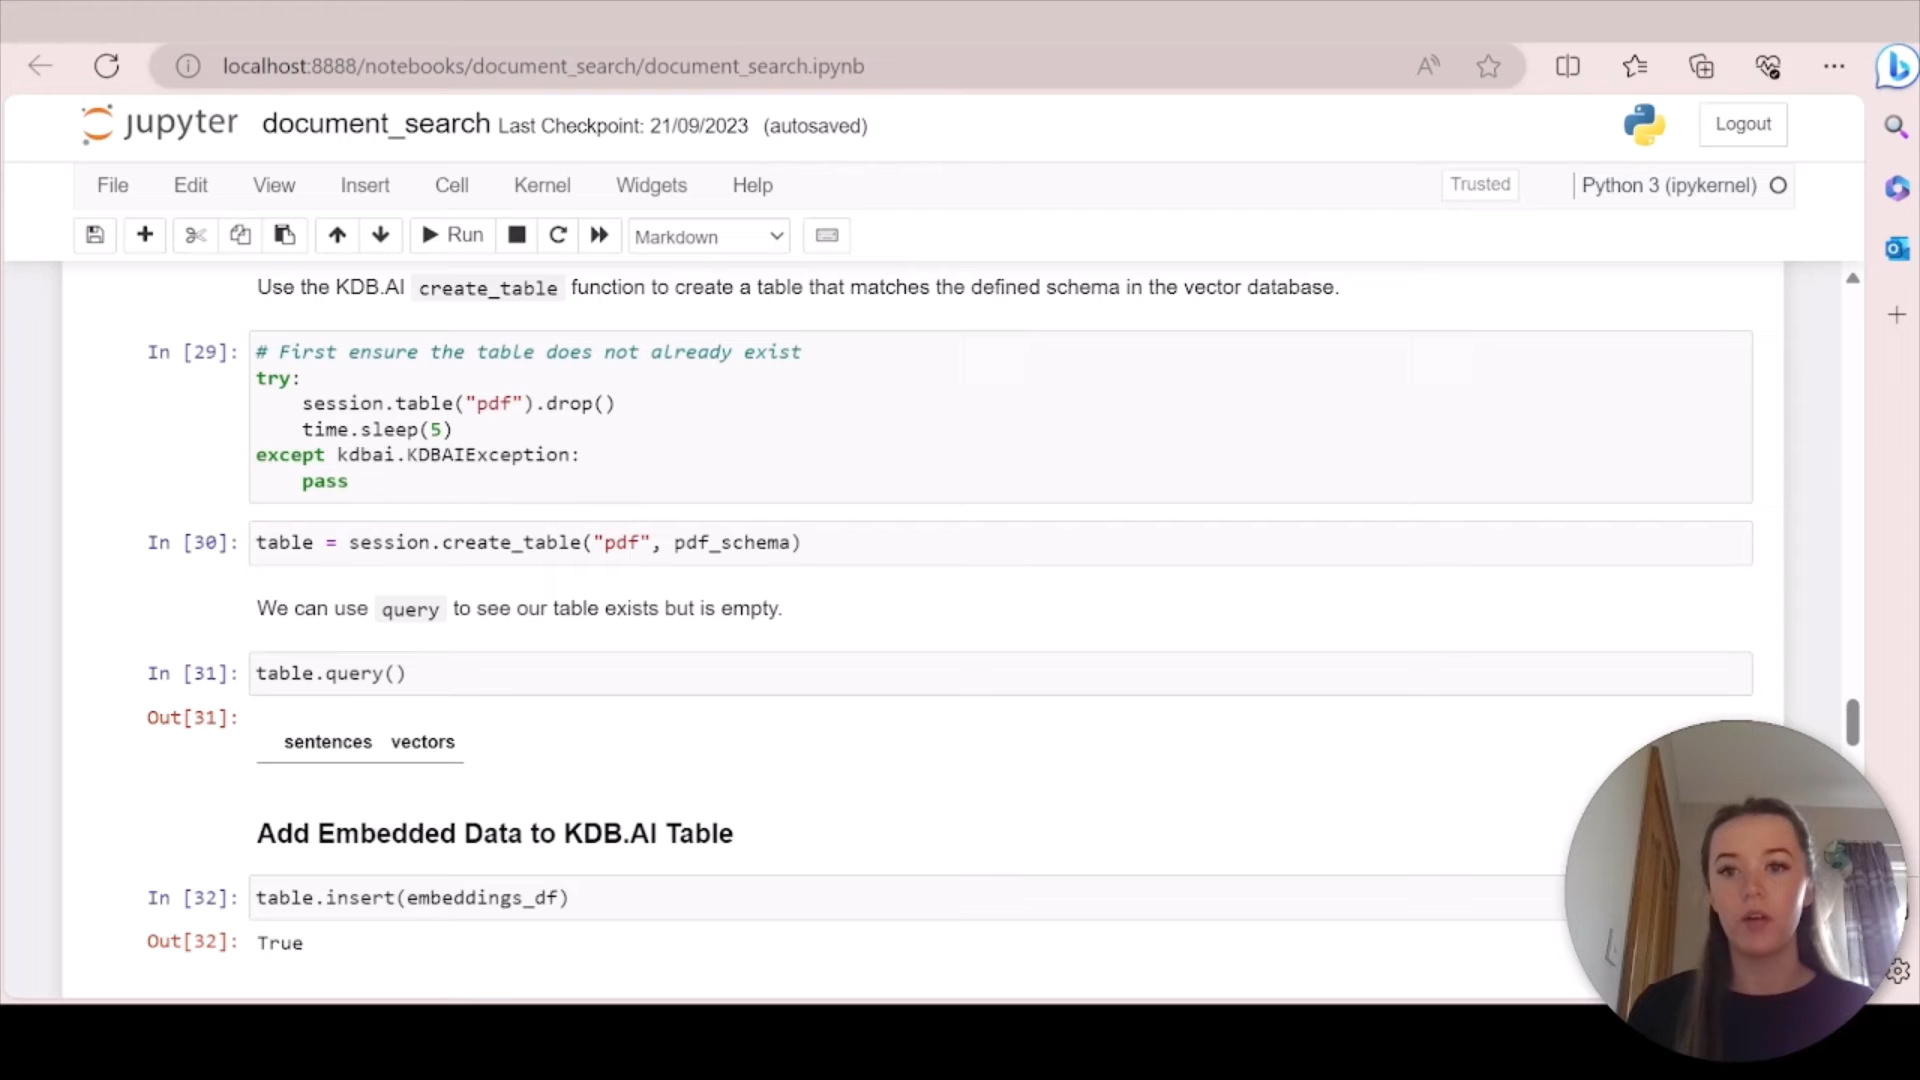 localhost:8888/notebooks/document_search/document_search.ipynb
jupyter document_search Last Checkpoint: 21/09/2023 (autosaved)
Logout
File Edit View Insert Cell Kernel Widgets Help
Trusted
Python 3 (ipykernel)
Run
Markdown
Use the KDB.AI create_table function to create a table that matches the defined schema in the vector database.
In [29]: # First ensure the table does not already exist
try:
    session.table("pdf").drop()
    time.sleep(5)
except kdbai.KDBAIException:
    pass
In [30]: table = session.create_table("pdf", pdf_schema)
We can use query to see our table exists but is empty.
In [31]: table.query()
Out[31]:
sentences vectors
Add Embedded Data to KDB.AI Table
In [32]: table.insert(embeddings_df)
Out[32]: True